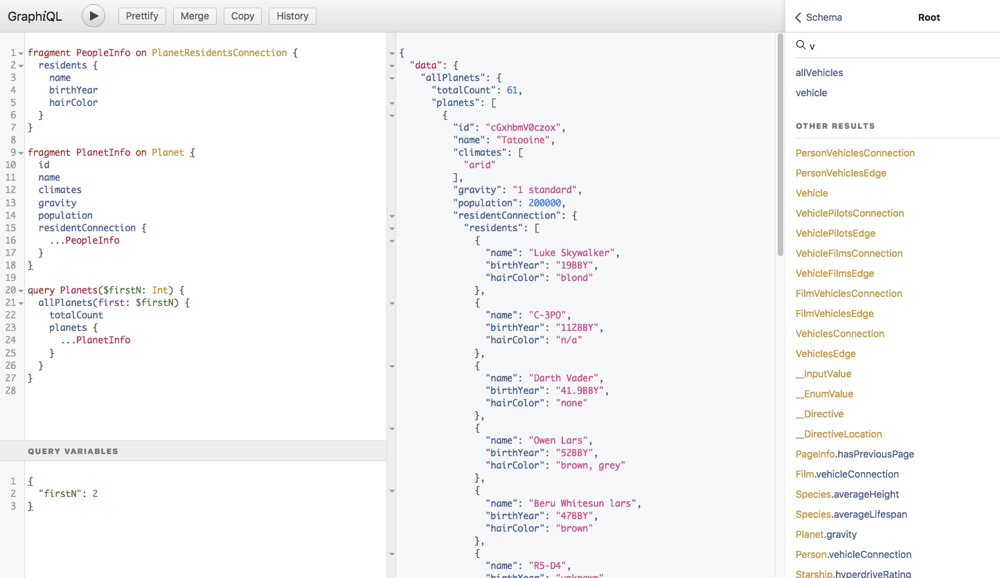 GraphiQL
Prettify
Merge
Copy
History
1 fragment PeopleInfo on PlanetResidentsConnection {
2 residents {
3 name
4 birthYear
5 hairColor
6 }
7 }
8
9 fragment PlanetInfo on Planet {
10 id
11 name
12 climates
13 gravity
14 population
15 residentConnection {
16 ...PeopleInfo
17 }
18 }
19
20 query Planets($firstN: Int) {
21 allPlanets(first: $firstN) {
22 totalCount
23 planets {
24 ...PlanetInfo
25 }
26 }
27 }
28
QUERY VARIABLES
1 {
2 "firstN": 2
3 }
{
"data": {
"allPlanets": {
"totalCount": 61,
"planets": [
{
"id": "cGxhbmV0czox",
"name": "Tatooine",
"climates": [
"arid"
],
"gravity": "1 standard",
"population": 200000,
"residentConnection": {
"residents": [
{
"name": "Luke Skywalker",
"birthYear": "19BBY",
"hairColor": "blond"
},
{
"name": "C-3PO",
"birthYear": "112BBY",
"hairColor": "n/a"
},
{
"name": "Darth Vader",
"birthYear": "41.9BBY",
"hairColor": "none"
},
{
"name": "Owen Lars",
"birthYear": "52BBY",
"hairColor": "brown, grey"
},
{
"name": "Beru Whitesun lars",
"birthYear": "47BBY",
"hairColor": "brown"
},
{
"name": "R5-D4",
"birthYear": "unknown",
Schema
Root
v
allVehicles
vehicle
OTHER RESULTS
PersonVehiclesConnection
PersonVehiclesEdge
Vehicle
VehiclePilotsConnection
VehiclePilotsEdge
VehicleFilmsConnection
VehicleFilmsEdge
FilmVehiclesConnection
FilmVehiclesEdge
VehiclesConnection
VehiclesEdge
__InputValue
__EnumValue
__Directive
__DirectiveLocation
PageInfo.hasPreviousPage
Film.vehicleConnection
Species.averageHeight
Species.averageLifespan
Planet.gravity
Person.vehicleConnection
Starship.hyperdriveRating